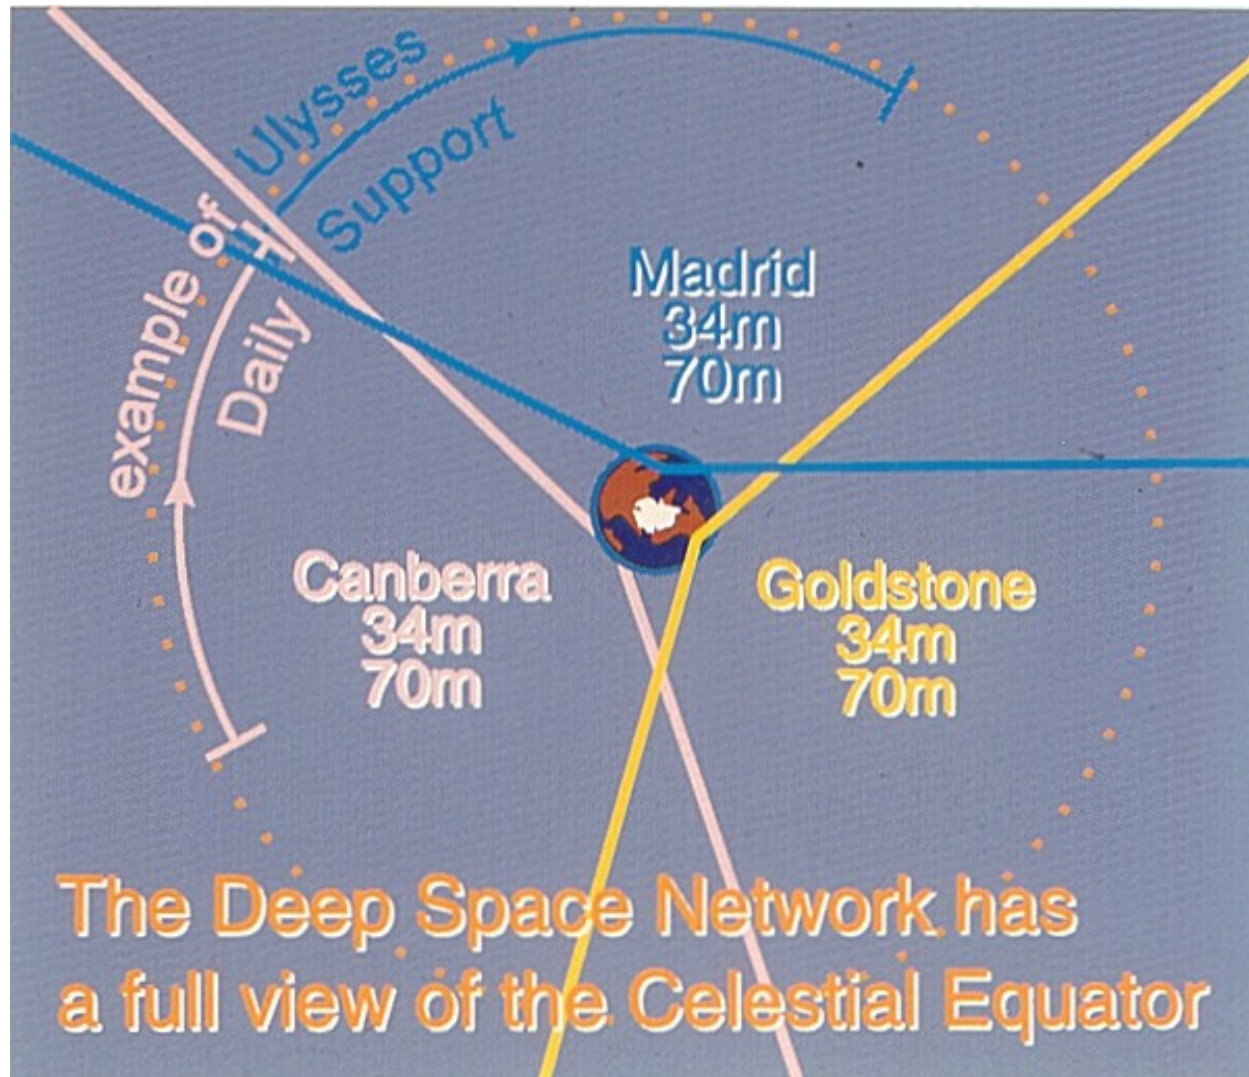 Ulysses
Support
example of
Daily
Madrid
34m
70m
Canberra
34m
70m
Goldstone
34m
70m
The Deep Space Network has
a full view of the Celestial Equator